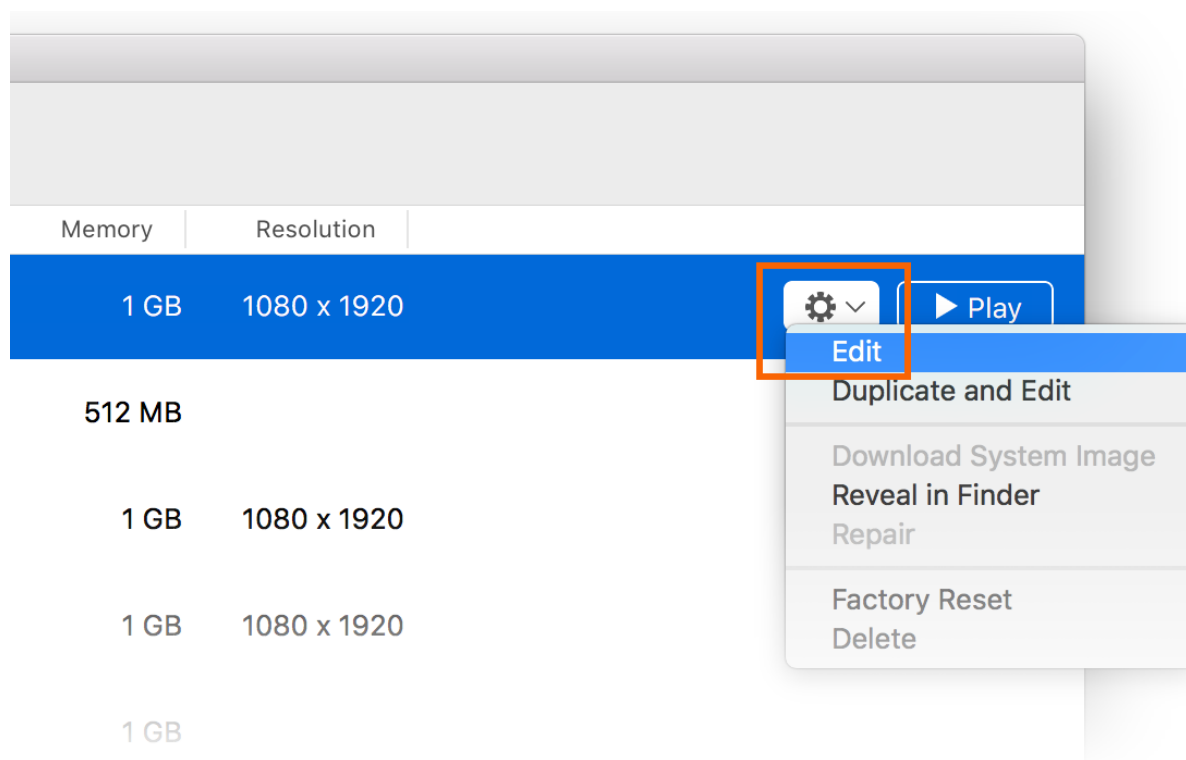 Memory Resolution
1 GB 1080 x 1920 Play
Edit
Duplicate and Edit
512 MB
Download System Image
Reveal in Finder
1 GB 1080 x 1920
Repair
Factory Reset
1 GB 1080 x 1920
Delete
1 GB